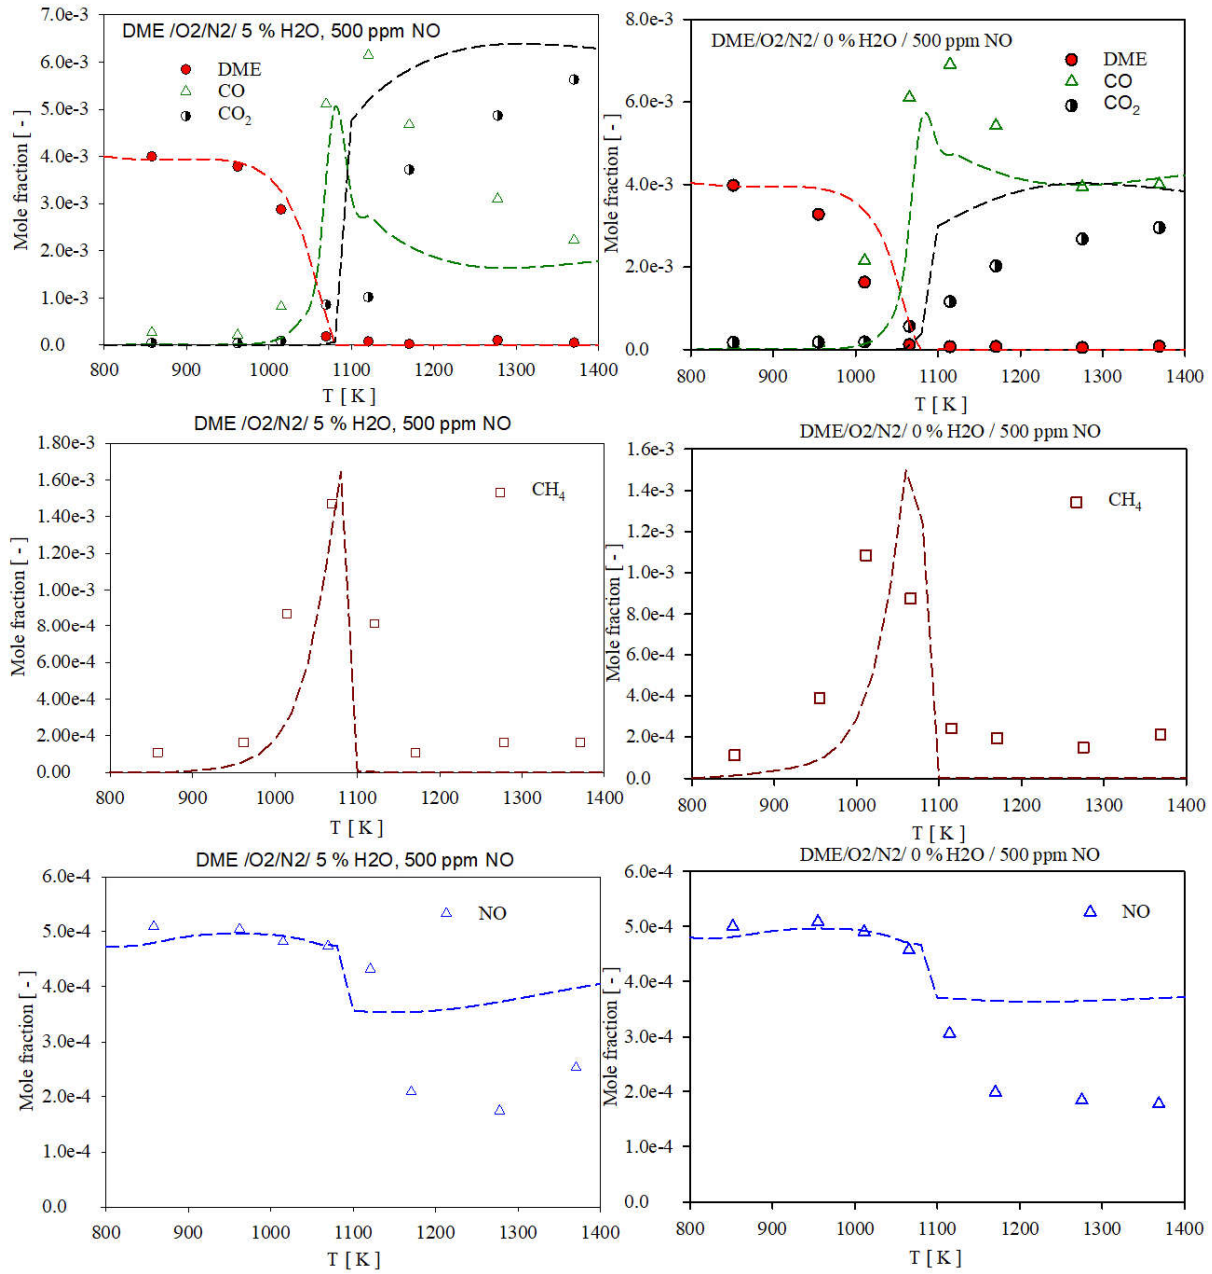 DME /O2/N2/ 5 % H2O, 500 ppm NO
DME
CO
CO2
Mole fraction [ - ]
7.0e-3
6.0e-3
5.0e-3
4.0e-3
3.0e-3
2.0e-3
1.0e-3
0.0
800 900 1000 1100 1200 1300 1400
T [ K ]
DME/O2/N2/ 0 % H2O / 500 ppm NO
DME
CO
CO2
Mole fraction [ - ]
8.0e-3
6.0e-3
4.0e-3
2.0e-3
0.0
800 900 1000 1100 1200 1300 1400
T [ K ]
DME /O2/N2/ 5 % H2O, 500 ppm NO
CH4
Mole fraction [ - ]
1.80e-3
1.60e-3
1.40e-3
1.20e-3
1.00e-3
8.00e-4
6.00e-4
4.00e-4
2.00e-4
0.00
800 900 1000 1100 1200 1300 1400
T [ K ]
DME/O2/N2/ 0 % H2O / 500 ppm NO
CH4
Mole fraction [ - ]
1.6e-3
1.4e-3
1.2e-3
1.0e-3
8.0e-4
6.0e-4
4.0e-4
2.0e-4
0.0
800 900 1000 1100 1200 1300 1400
T [ K ]
DME /O2/N2/ 5 % H2O, 500 ppm NO
NO
Mole fraction [ - ]
6.0e-4
5.0e-4
4.0e-4
3.0e-4
2.0e-4
1.0e-4
0.0
800 900 1000 1100 1200 1300 1400
T [ K ]
DME/O2/N2/ 0 % H2O / 500 ppm NO
NO
Mole fraction [ - ]
6.0e-4
5.0e-4
4.0e-4
3.0e-4
2.0e-4
1.0e-4
0.0
800 900 1000 1100 1200 1300 1400
T [ K ]